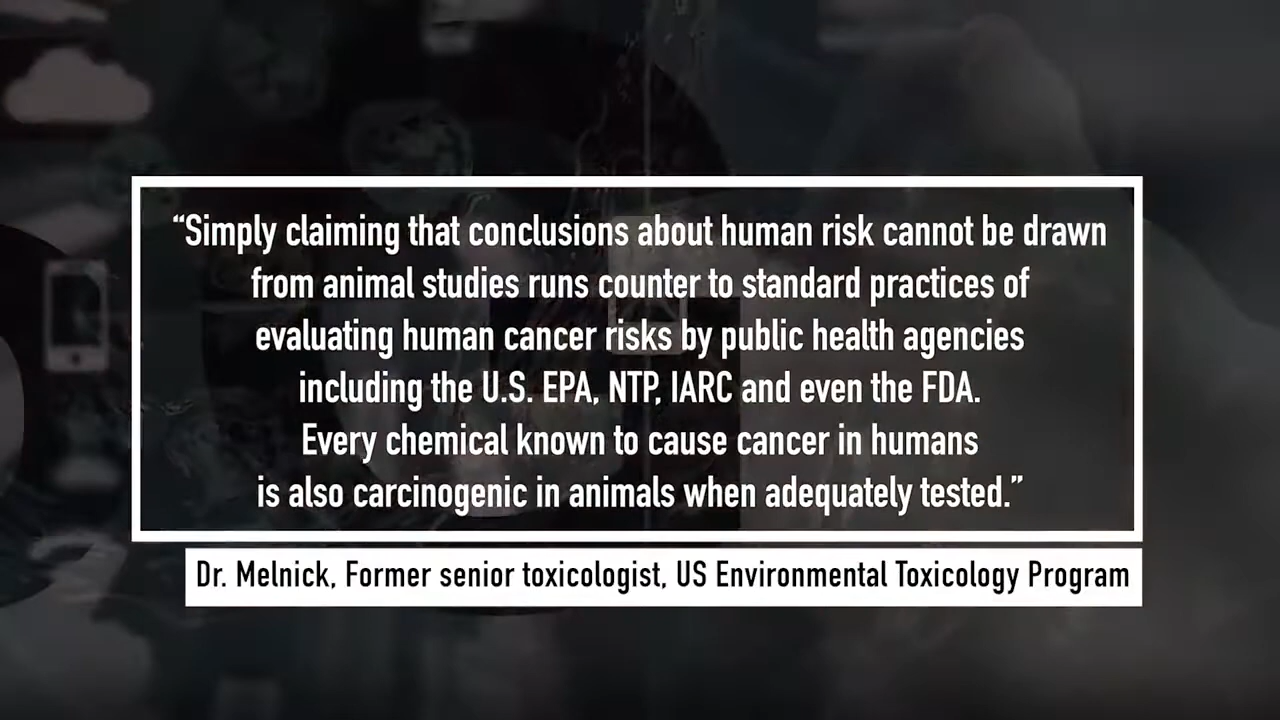 “Simply claiming that conclusions about human risk cannot be drawn
from animal studies runs counter to standard practices of
evaluating human cancer risks by public health agencies
including the U.S. EPA, NTP, IARC and even the FDA.
Every chemical known to cause cancer in humans
is also carcinogenic in animals when adequately tested.”
Dr. Melnick, Former senior toxicologist, US Environmental Toxicology Program